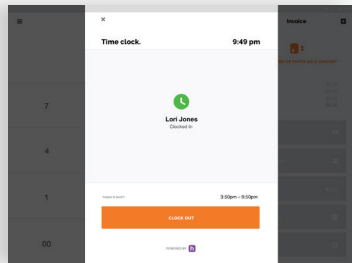 Time clock.
9:49 pm
Invoice
Lori Jones
Clocked In
7
4
1
00
3:50pm - 9:50pm
CLOCK OUT
POWERED BY